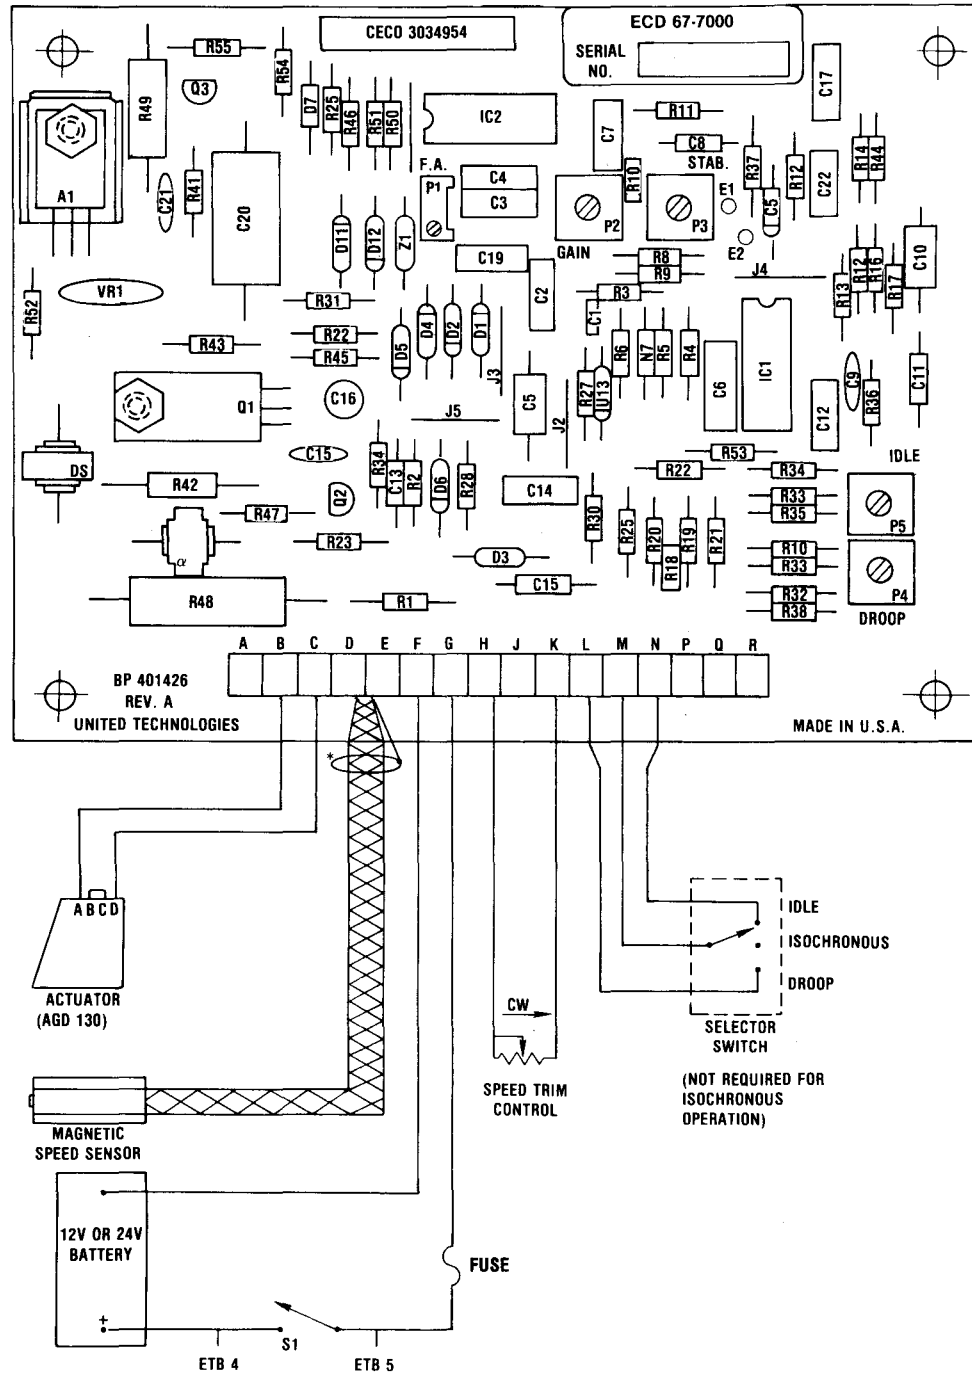 CECO 3034954
ECD 67-7000
SERIAL
NO.
R55
R54
Q3
R49
D7
R25
R46
R51
R50
IC2
C7
R11
C8
STAB.
C17
R14
R44
A1
C21
R41
C20
F.A.
P1
C4
C3
R10
P2
GAIN
P3
R37
E1
E2
C5
R12
C22
D11
D12
Z1
C19
C2
R8
R9
R3
C1
J4
R13
R12
R16
R17
C10
R52
VR1
R31
R43
R22
R45
D5
D4
D2
D1
J3
R6
N7
R5
R4
C6
IC1
C9
R36
C11
C12
Q1
C16
J5
C5
J2
R27
U13
IDLE
DS
C15
R34
C13
R2
D6
R28
C14
R53
R22
R34
R42
R47
Q2
R23
R30
R25
R20
R18
R19
R21
R33
R35
P5
D3
R10
R33
α
R48
R1
C15
R32
R38
P4
DROOP
A B C D E F G H J K L M N P Q R
BP 401426
REV. A
UNITED TECHNOLOGIES
MADE IN U.S.A.
*
A B C D
ACTUATOR
(AGD 130)
IDLE
ISOCHRONOUS
DROOP
SELECTOR
SWITCH
(NOT REQUIRED FOR
ISOCHRONOUS
OPERATION)
CW
SPEED TRIM
CONTROL
MAGNETIC
SPEED SENSOR
12V OR 24V
BATTERY
+
FUSE
S1
ETB 4
ETB 5